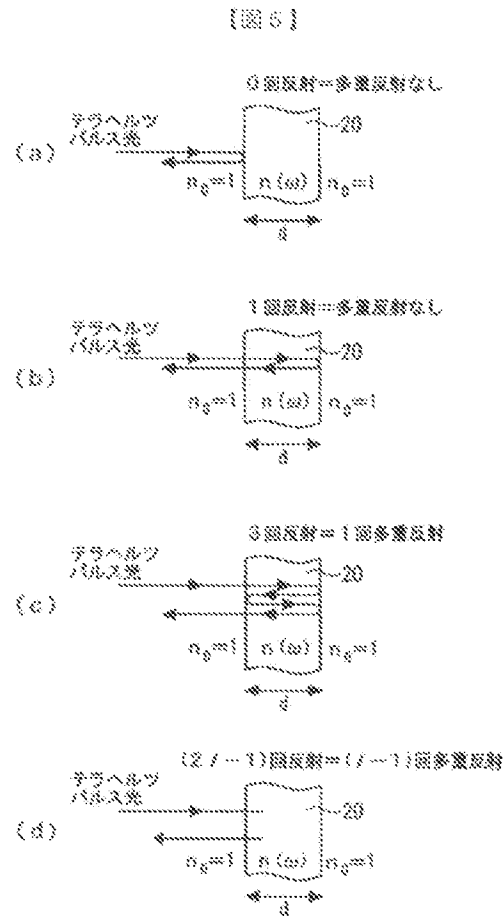 【図5】
0回反射=多重反射なし
テラヘルツ
パルス光
20
(a)
n₀=1 n(ω) n₀=1
d
1回反射=多重反射なし
テラヘルツ
パルス光
20
(b)
n₀=1 n(ω) n₀=1
d
3回反射=1回多重反射
テラヘルツ
パルス光
20
(c)
n₀=1 n(ω) n₀=1
d
(2l-1)回反射=(l-1)回多重反射
テラヘルツ
パルス光
20
(d)
n₀=1 n(ω) n₀=1
d